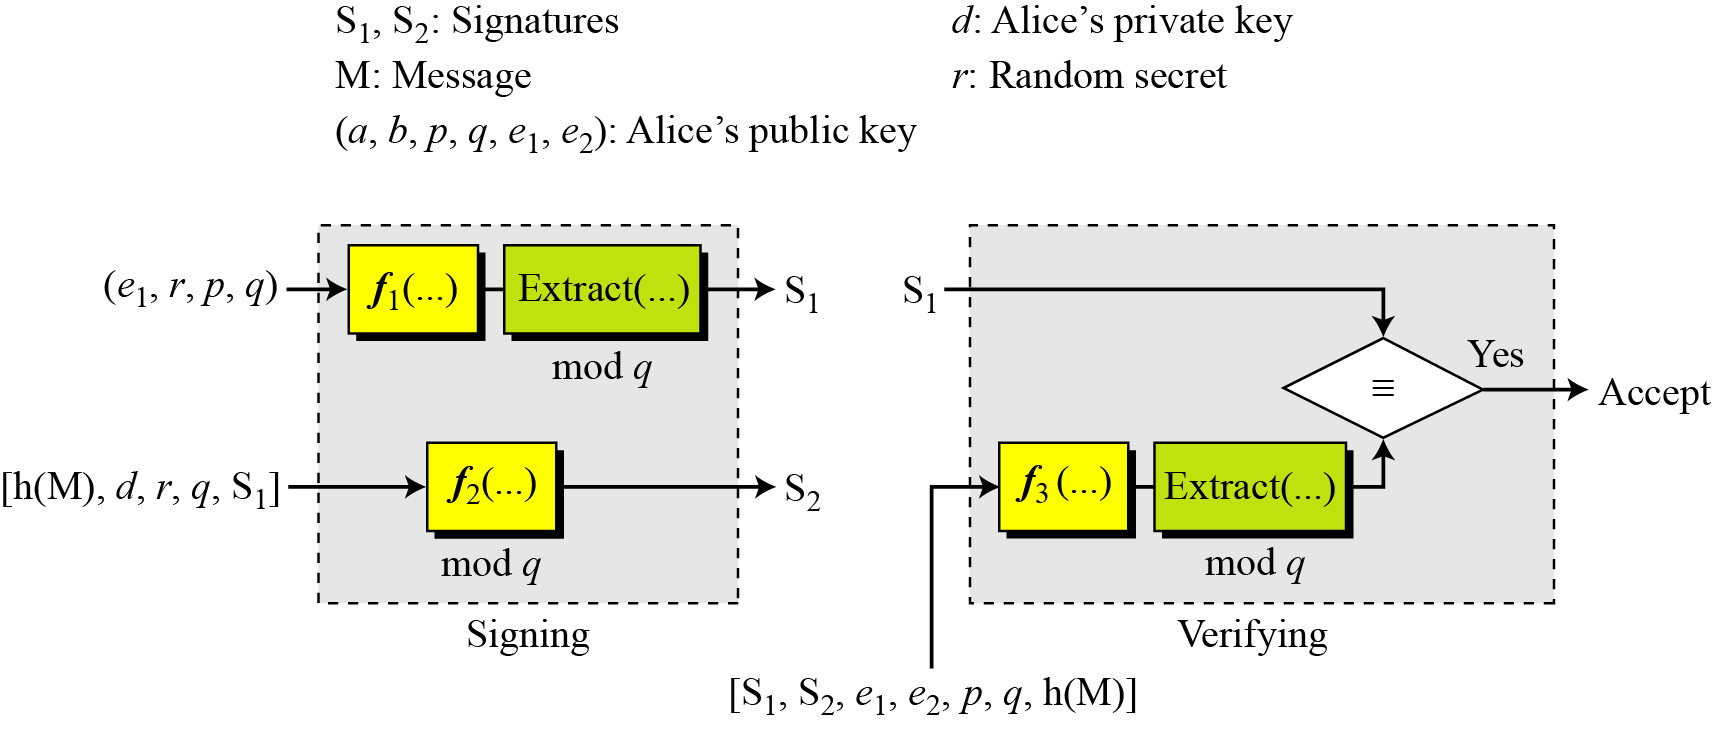 S₁, S₂: Signatures
d: Alice’s private key
M: Message
r: Random secret
(a, b, p, q, e₁, e₂): Alice’s public key
(e₁, r, p, q)
f₁(...)
Extract(...)
S₁
mod q
[h(M), d, r, q, S₁]
f₂(...)
S₂
mod q
Signing
S₁
≡
Yes
Accept
f₃ (...)
Extract(...)
mod q
Verifying
[S₁, S₂, e₁, e₂, p, q, h(M)]